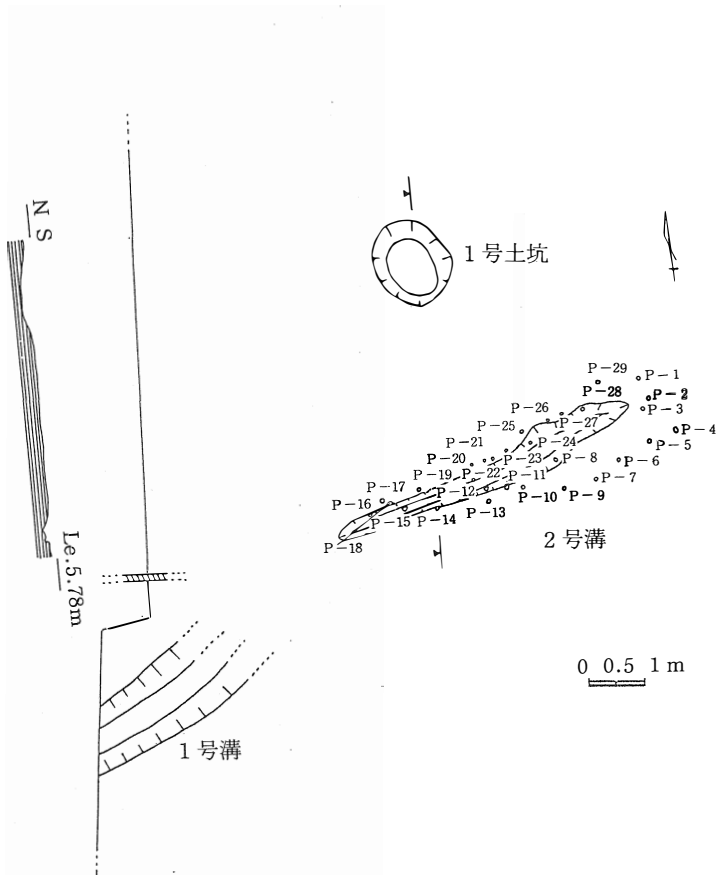 N S
Le.5.78m
1号土坑
P-29
P-1
P-28
P-2
P-3
P-26
P-4
P-25
P-27
P-5
P-21
P-24
P-20
P-23
P-8
P-6
P-19
P-22
P-11
P-7
P-17
P-12
P-10
P-9
P-16
P-13
P-15
P-14
P-18
2号溝
0 0.5 1m
1号溝